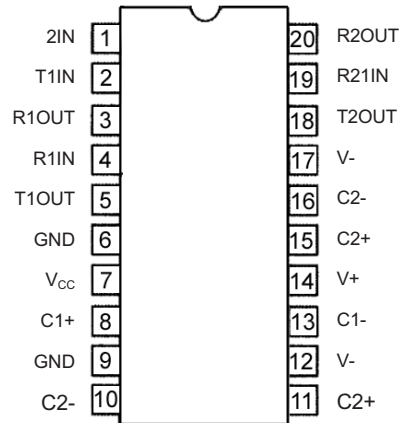 2IN 1 20 R2OUT
T1IN 2 19 R21IN
R1OUT 3 18 T2OUT
R1IN 4 17 V-
T1OUT 5 16 C2-
GND 6 15 C2+
VCC 7 14 V+
C1+ 8 13 C1-
GND 9 12 V-
C2- 10 11 C2+